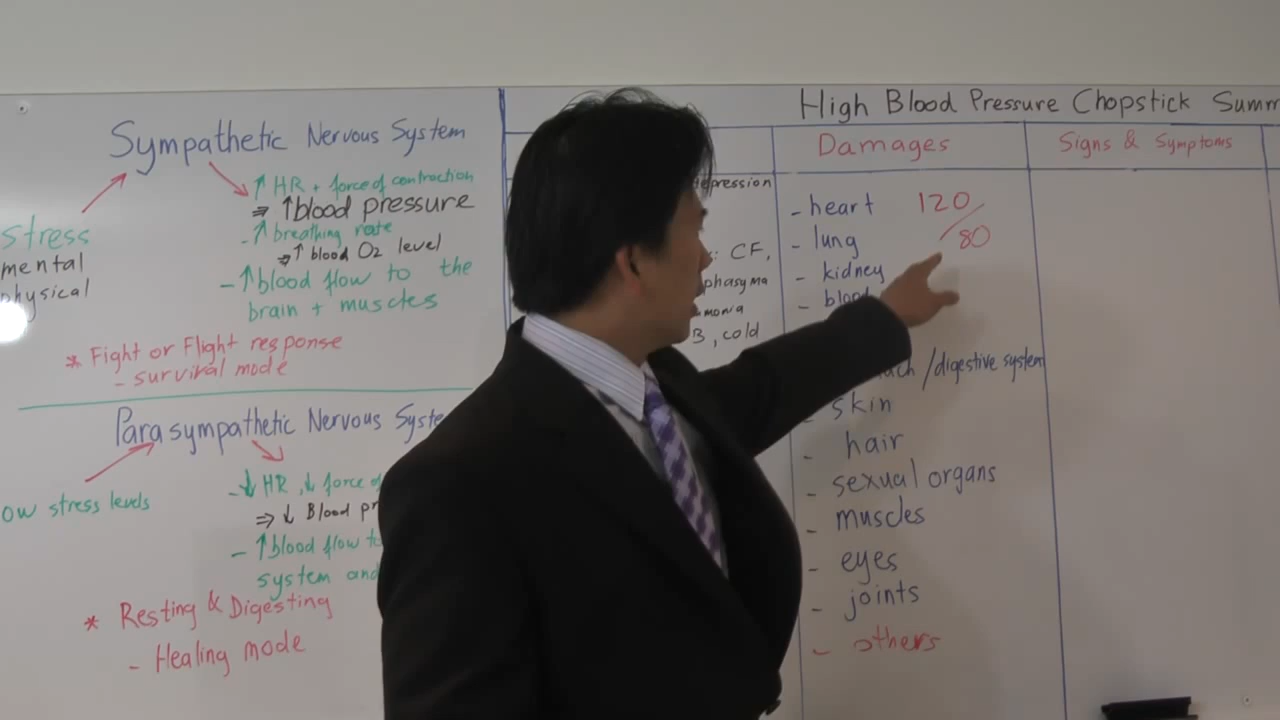 High Blood Pressure Chopstick Summ
Sympathetic Nervous System
↑ HR + force of contraction
⇒ ↑blood pressure
- ↑ breathing rate
⇒ ↑ blood O2 level
- ↑blood flow to the
brain + muscles
stress
mental
physical
* Fight or Flight response
- survival mode
Parasympathetic Nervous Syste
- ↓ HR, ↓ force of
⇒ ↓ Blood pr
- ↑blood flow to
system and
ow stress levels
* Resting & Digesting
- Healing mode
epression
: CF,
monia
B, cold
Damages
- heart 120/80
- lung
- kidney
- blood
ach /digestive system
- skin
- hair
- sexual organs
- muscles
- eyes
- joints
- others
Signs & Symptoms